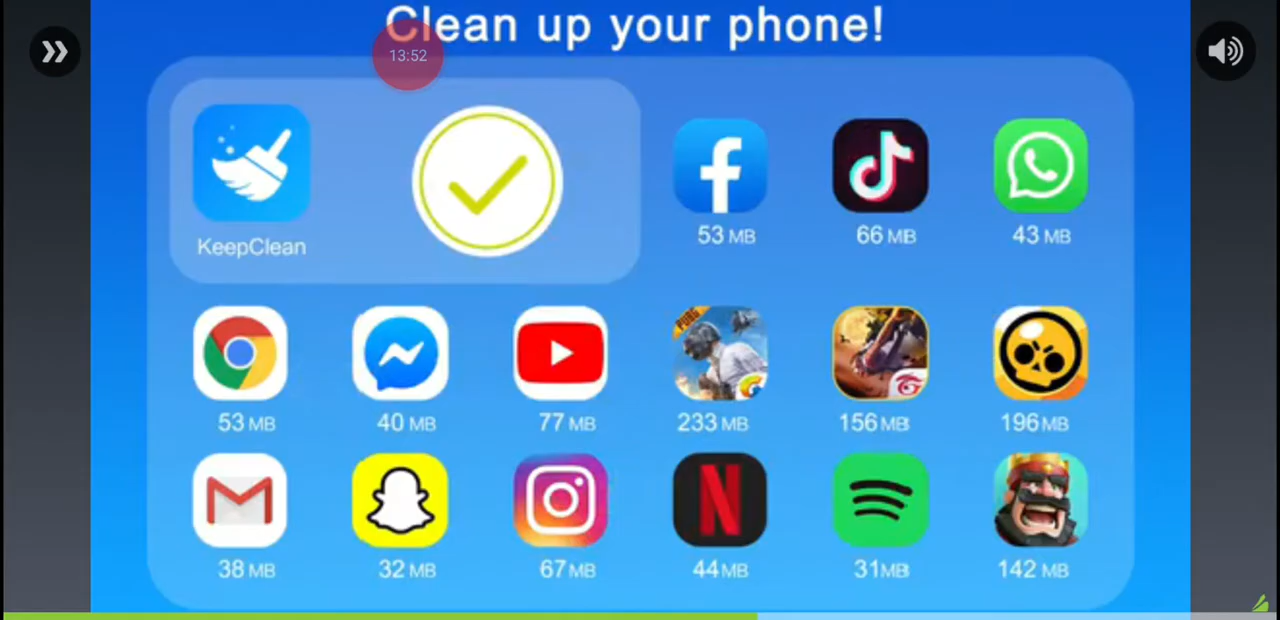 Clean up your phone!
13:52
KeepClean
53 MB
66 MB
43 MB
PUBG
53 MB
40 MB
77 MB
233 MB
156 MB
196 MB
38 MB
32 MB
67 MB
44 MB
31 MB
142 MB